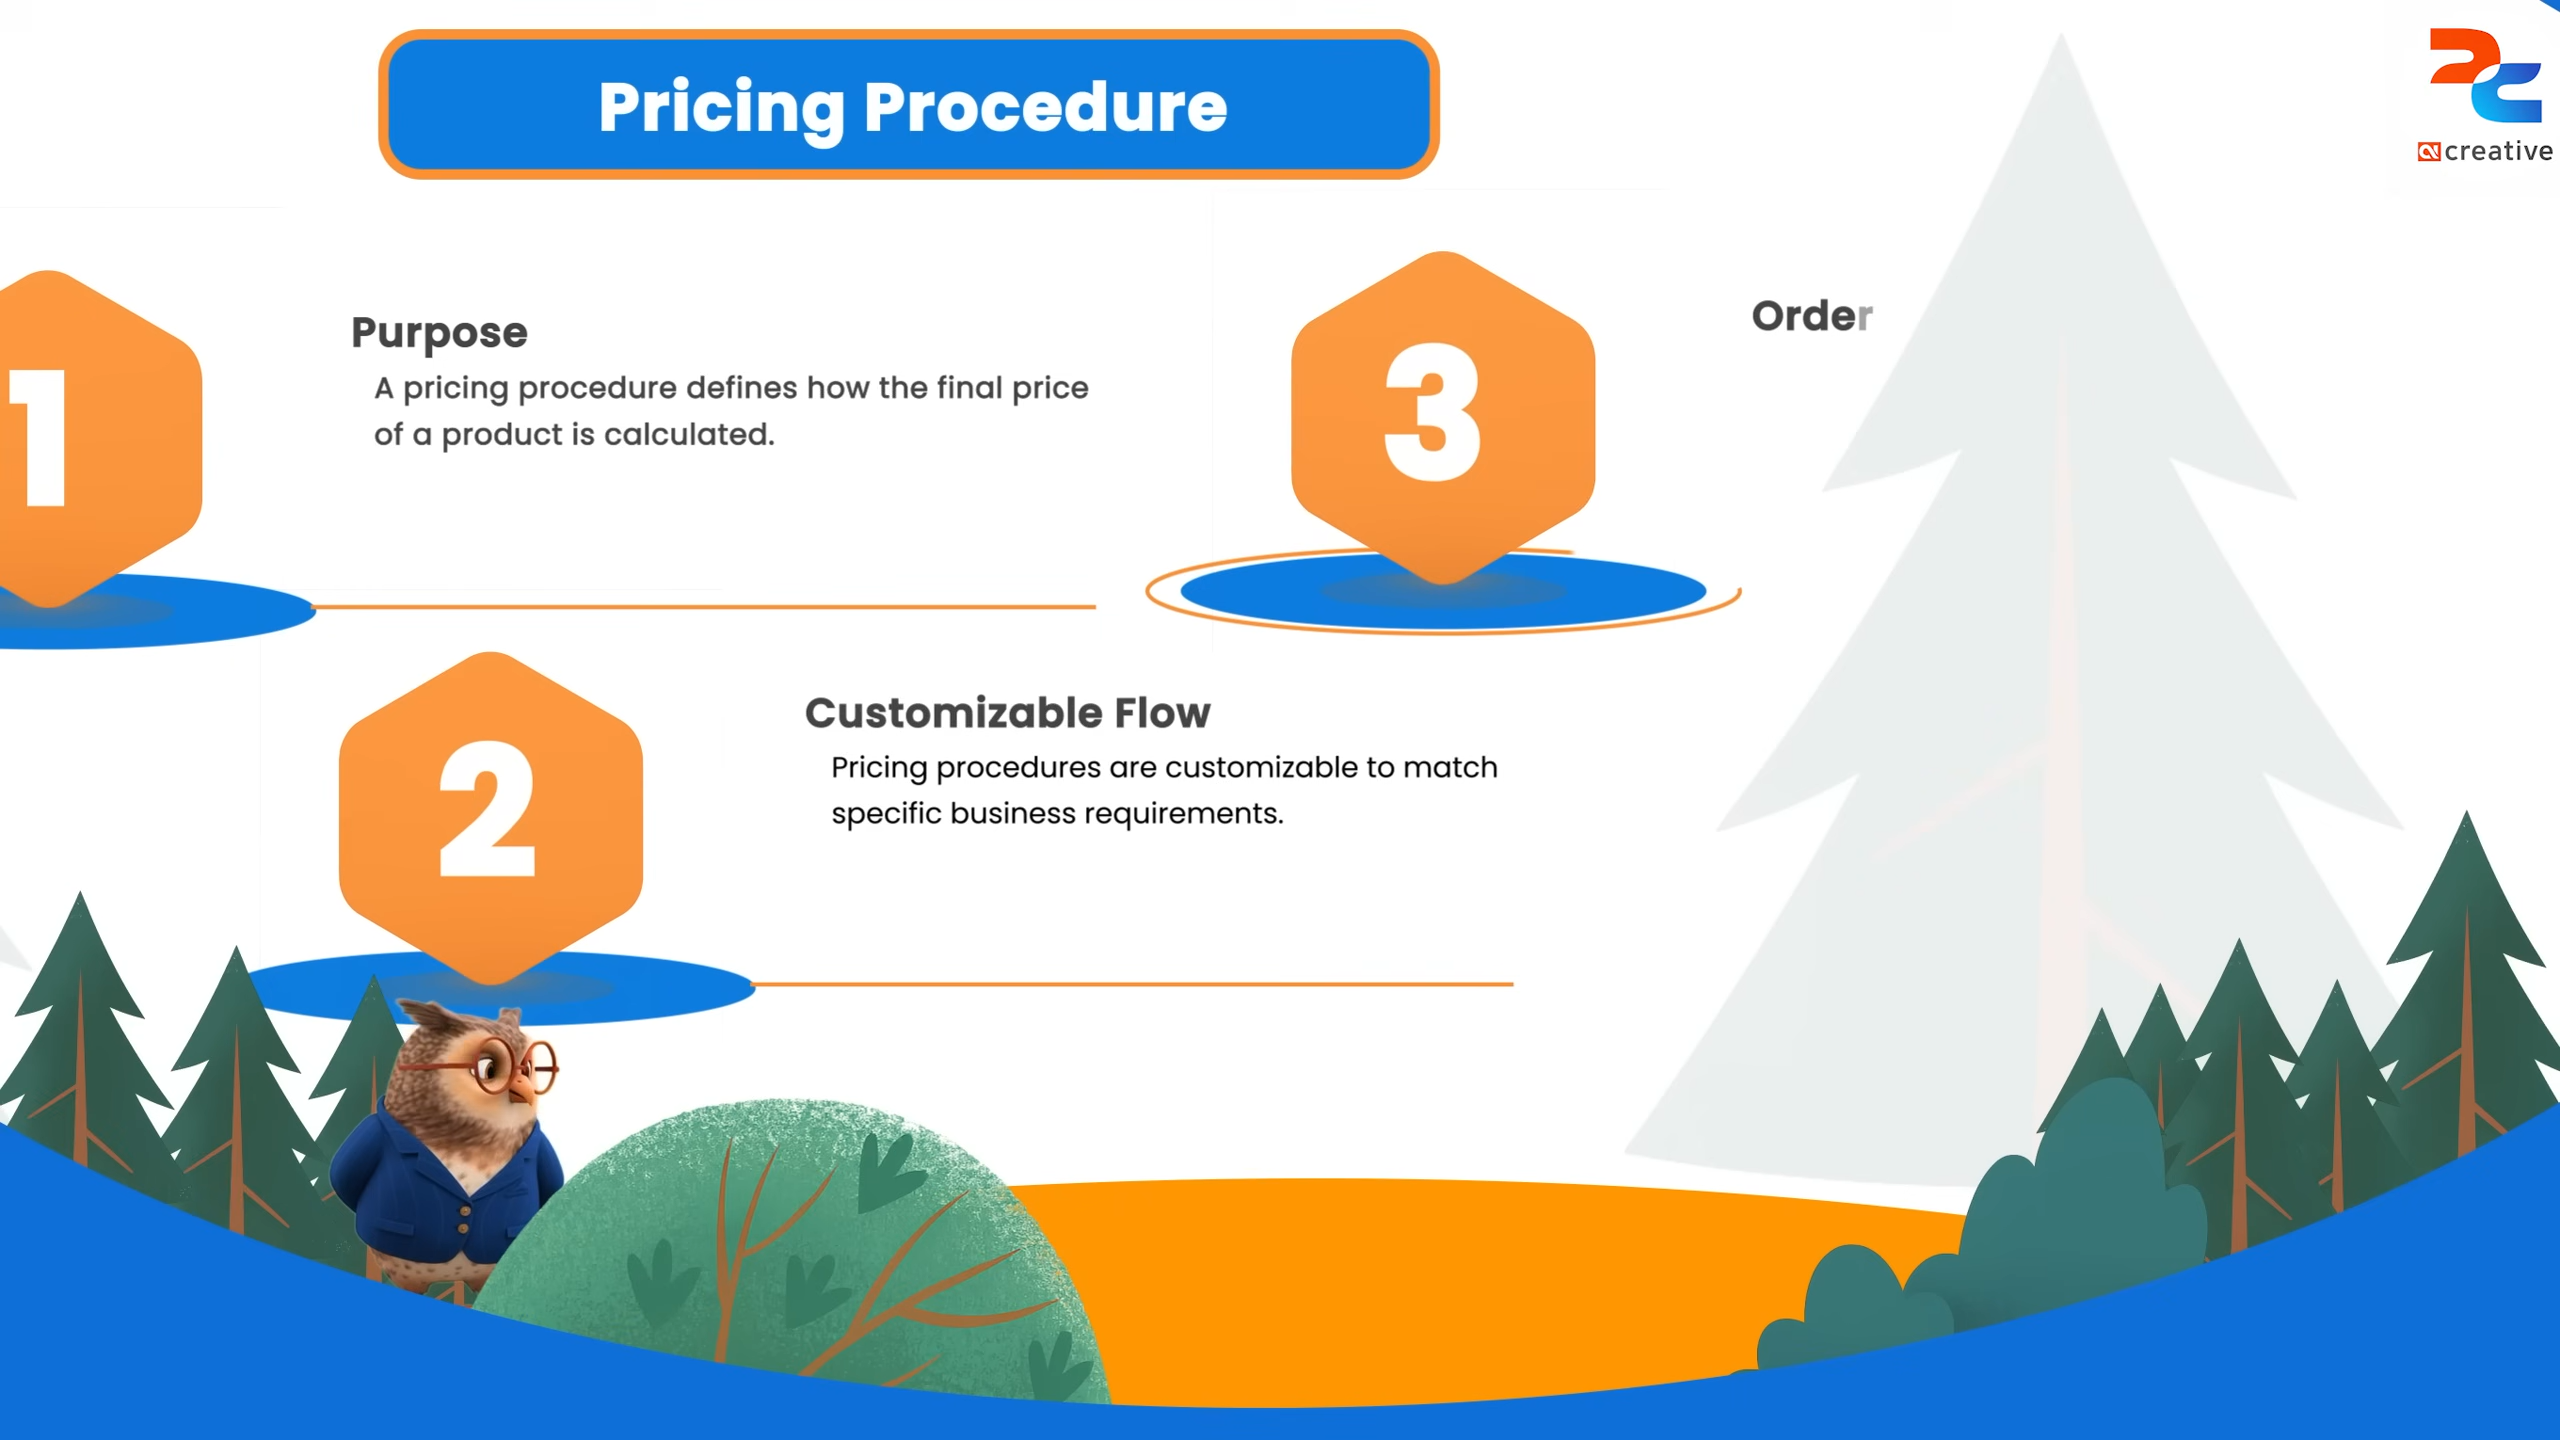 Pricing Procedure
creative
1
Purpose
A pricing procedure defines how the final price
of a product is calculated.
2
Customizable Flow
Pricing procedures are customizable to match
specific business requirements.
3
Order